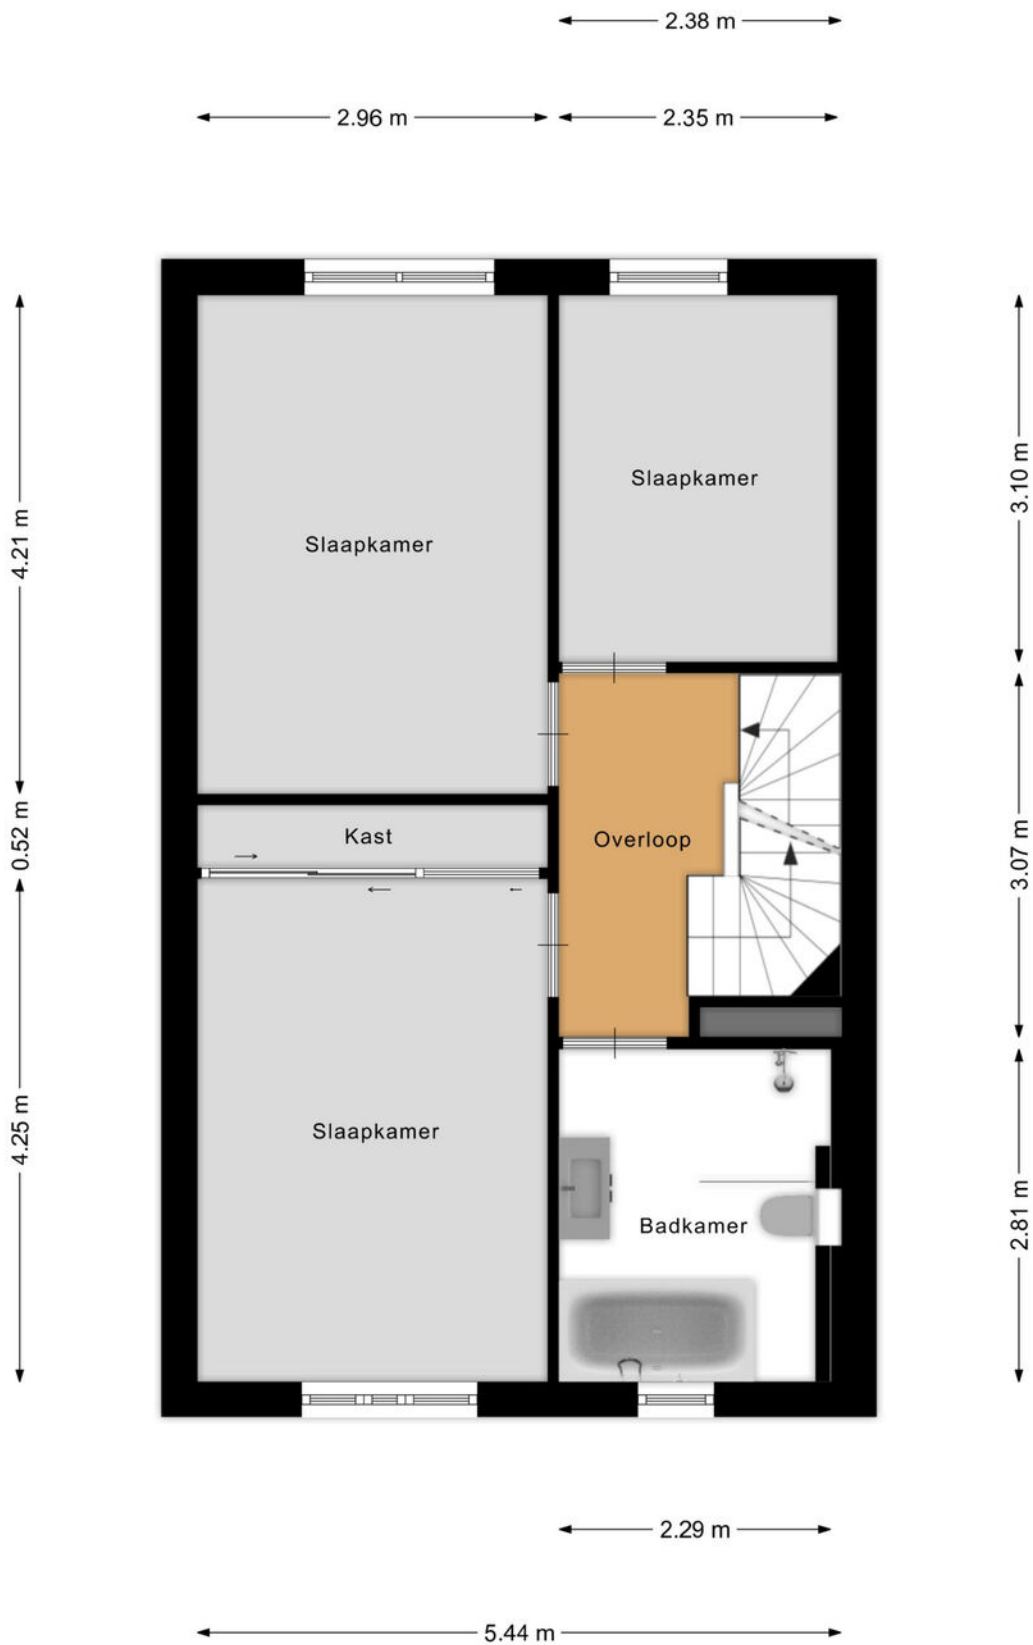 2.38 m
2.96 m
2.35 m
4.21 m
3.10 m
Slaapkamer
Slaapkamer
0.52 m
Kast
Overloop
3.07 m
4.25 m
Slaapkamer
Badkamer
2.81 m
2.29 m
5.44 m